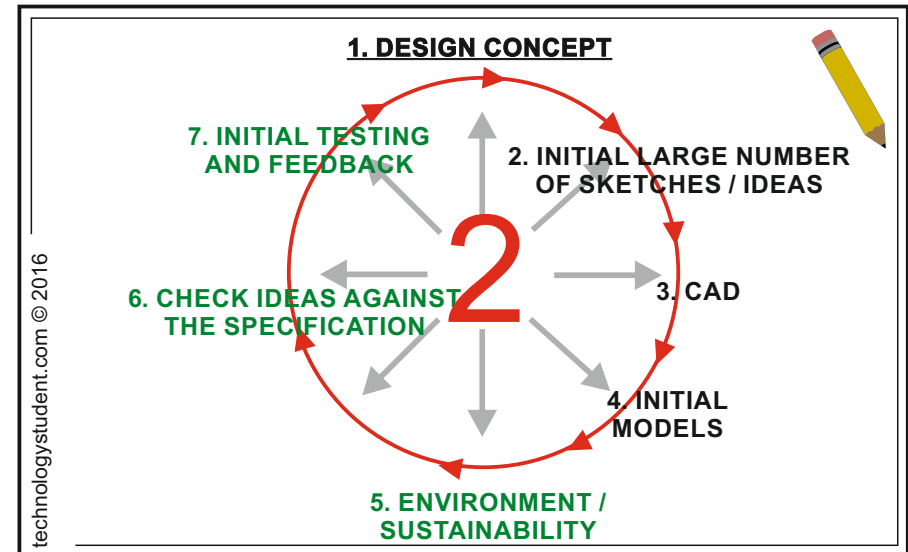 1. DESIGN CONCEPT
2. INITIAL LARGE NUMBER
OF SKETCHES / IDEAS
3. CAD
4. INITIAL
MODELS
5. ENVIRONMENT /
SUSTAINABILITY
6. CHECK IDEAS AGAINST
THE SPECIFICATION
7. INITIAL TESTING
AND FEEDBACK
2
technologystudent.com © 2016